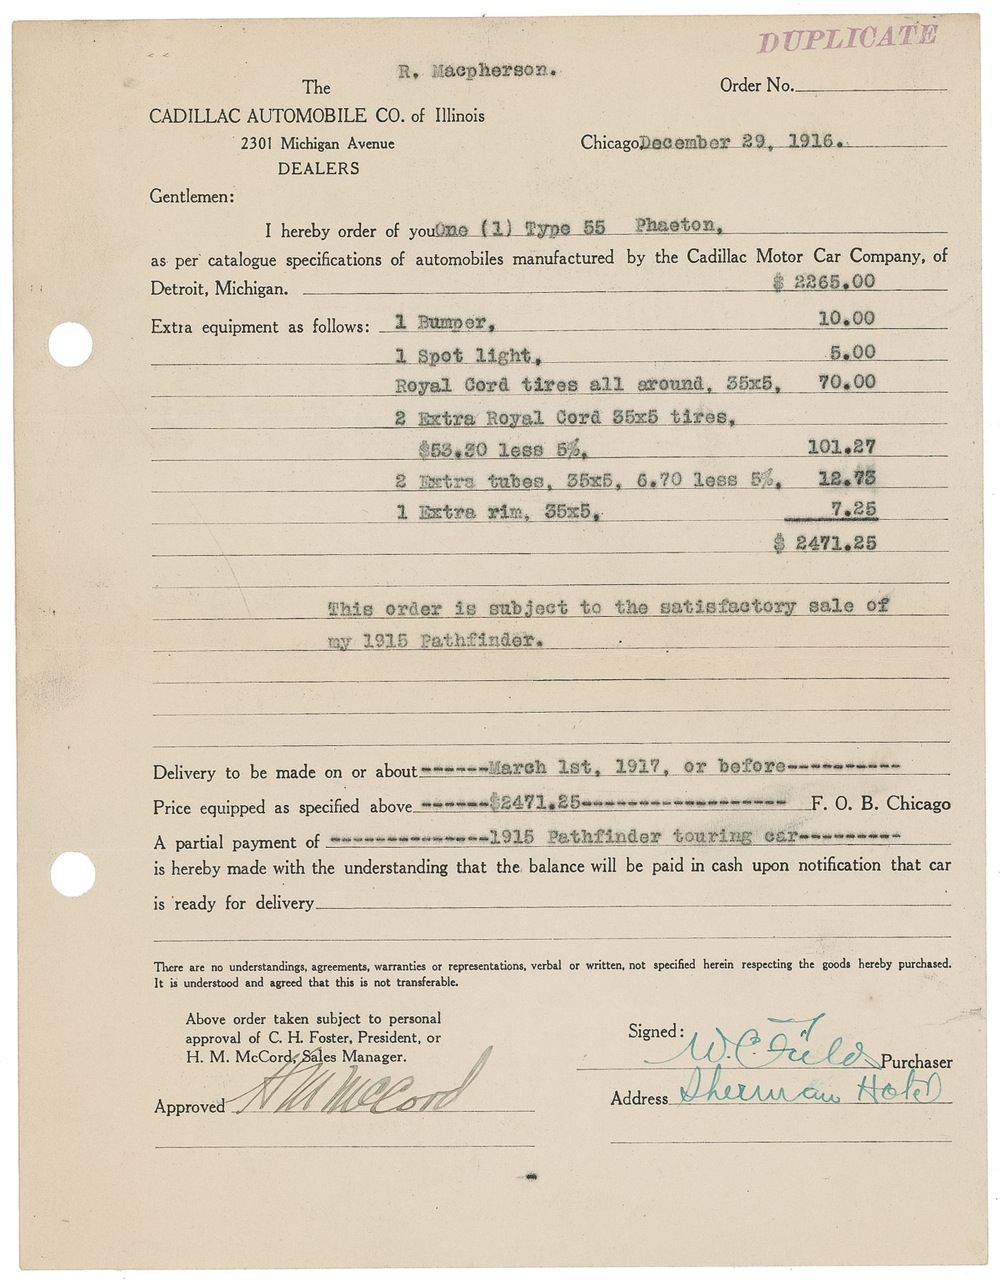 DUPLICATE
R. Macpherson.
The
Order No.
CADILLAC AUTOMOBILE CO. of Illinois
2301 Michigan Avenue
Chicago December 29, 1916.
DEALERS
Gentlemen:
I hereby order of you One (1) Type 55 Phaeton,
as per catalogue specifications of automobiles manufactured by the Cadillac Motor Car Company, of
Detroit, Michigan. $ 2265.00
Extra equipment as follows: 1 Bumper, 10.00
1 Spot light, 5.00
Royal Cord tires all around, 35x5, 70.00
2 Extra Royal Cord 35x5 tires,
$53.30 less 5%, 101.27
2 Extra tubes, 35x5, 6.70 less 5%, 12.73
1 Extra rim, 35x5, 7.25
$ 2471.25
This order is subject to the satisfactory sale of
my 1915 Pathfinder.
Delivery to be made on or about ------March 1st, 1917, or before----------
Price equipped as specified above ------$2471.25------------------ F. O. B. Chicago
A partial payment of --------------1915 Pathfinder touring car---------
is hereby made with the understanding that the balance will be paid in cash upon notification that car
is ready for delivery
There are no understandings, agreements, warranties or representations, verbal or written, not specified herein respecting the goods hereby purchased.
It is understood and agreed that this is not transferable.
Above order taken subject to personal
approval of C. H. Foster, President, or
H. M. McCord, Sales Manager.
Approved H M McCord
Signed: W. C. Fields Purchaser
Address Sherman Hotel